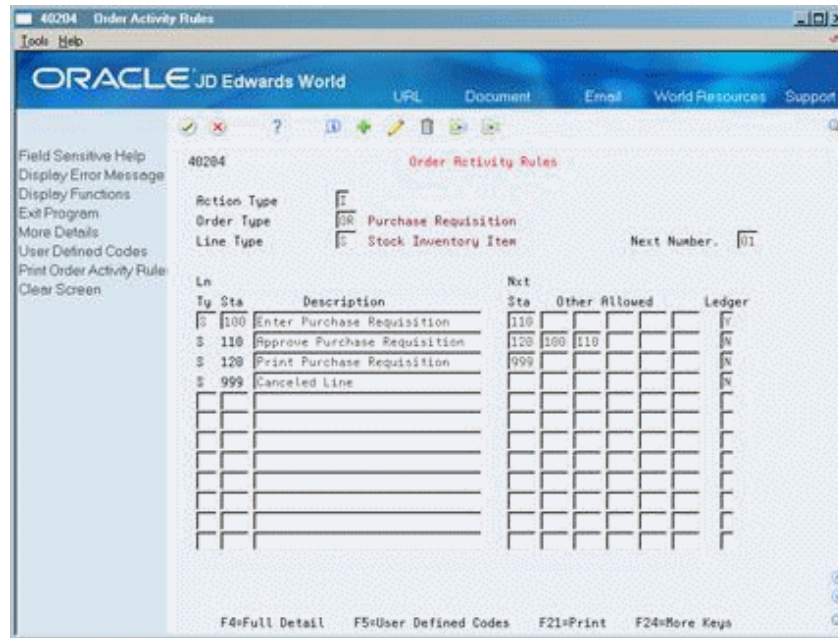 40204 Order Activity Rules
Tools Help
ORACLE JD Edwards World
URL Document Email World Resources Support
Field Sensitive Help
Display Error Message
Display Functions
Exit Program
More Details
User Defined Codes
Print Order Activity Rule
Clear Screen
40204 Order Activity Rules
Action Type I
Order Type OR Purchase Requisition
Line Type S Stock Inventory Item Next Number. 01
Ln Nxt
Ty Sta Description Sta Other Allowed Ledger
S 100 Enter Purchase Requisition 110 Y
S 110 Approve Purchase Requisition 120 100 110 N
S 120 Print Purchase Requisition 999 N
S 999 Canceled Line N
F4=Full Detail F5=User Defined Codes F21=Print F24=More Keys